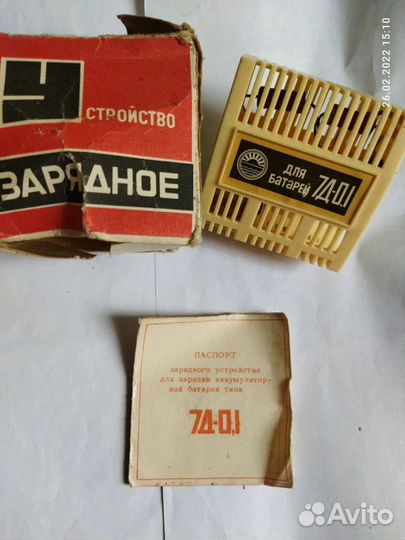 У
стройство
ЗАРЯДНОЕ
ДЛЯ
БАТАРЕЙ 7Д-0,1
ПАСПОРТ
зарядного устройства
для зарядки аккумулятор-
ной батареи типа
7Д-0,1
26.02.2022 15:10
Avito